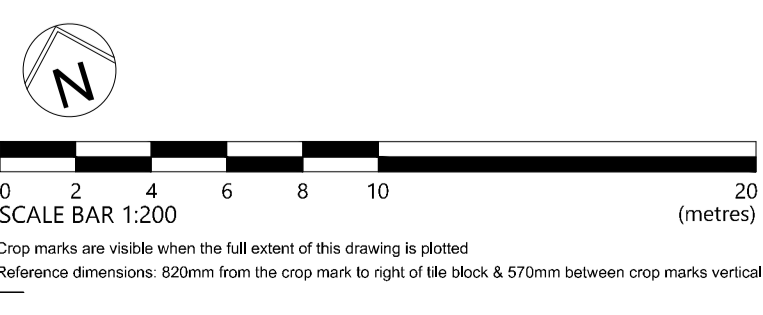 N
0 2 4 6 8 10 20
SCALE BAR 1:200 (metres)
Crop marks are visible when the full extent of this drawing is plotted
Reference dimensions: 820mm from the crop mark to right of tile block & 570mm between crop marks vertical